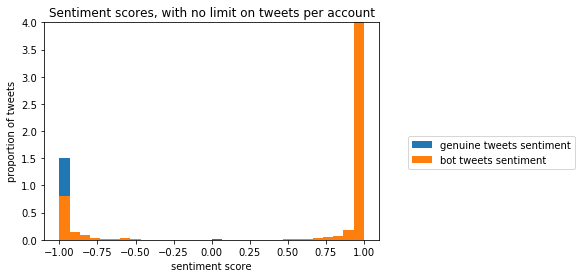 Sentiment scores, with no limit on tweets per account
4.0
3.5
3.0
2.5
2.0
1.5
1.0
0.5
0.0
proportion of tweets
−1.00 −0.75 −0.50 −0.25 0.00 0.25 0.50 0.75 1.00
sentiment score
genuine tweets sentiment
bot tweets sentiment